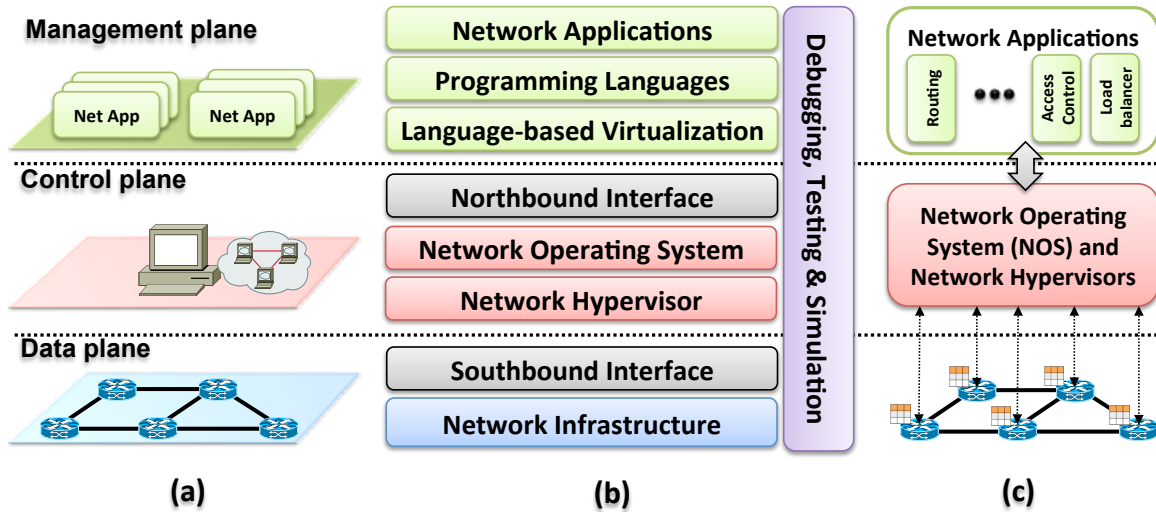 Management plane
Net App
Net App
Control plane
Data plane
(a)
Network Applications
Programming Languages
Language-based Virtualization
Northbound Interface
Network Operating System
Network Hypervisor
Southbound Interface
Network Infrastructure
Debugging, Testing & Simulation
(b)
Network Applications
Routing
Access
Control
Load
balancer
Network Operating
System (NOS) and
Network Hypervisors
(c)